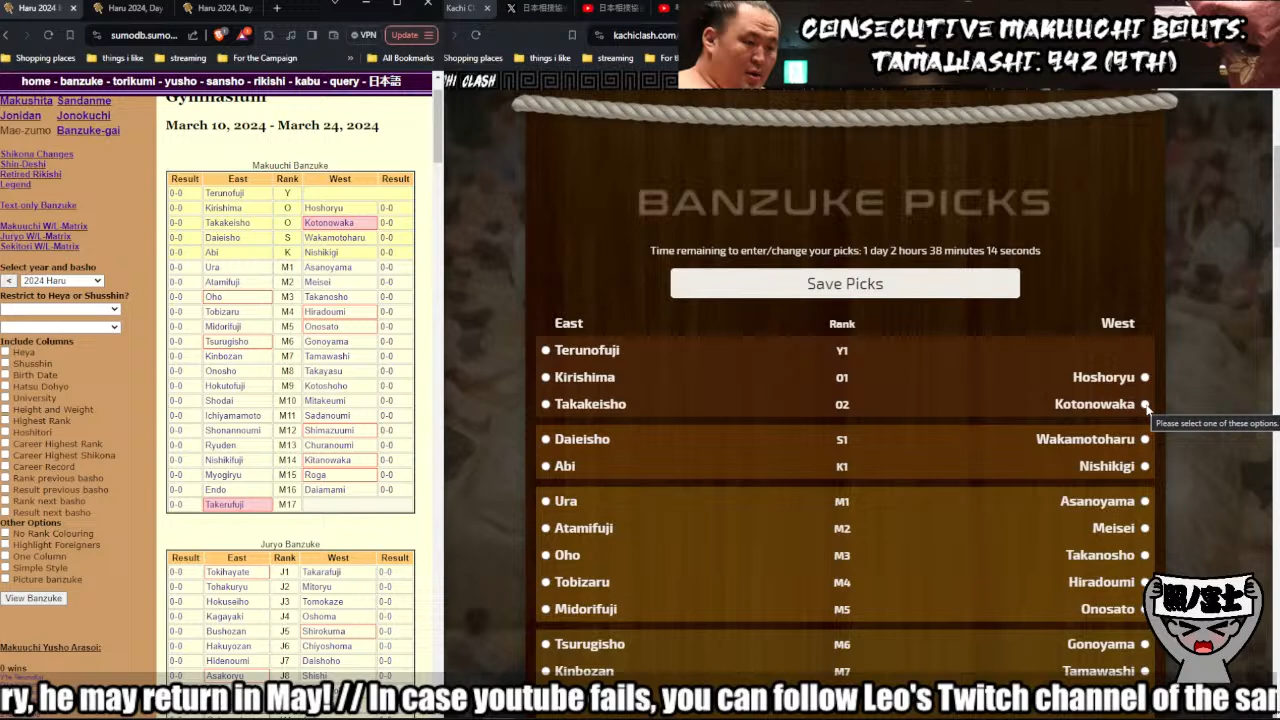 Haru 2024
Haru 2024, Day
Haru 2024, Day
Kachi Cl
日本相撲協
日本相撲協
sumodb.sumo...
VPN
Update
kachiclash.com
Shopping places
things i like
streaming
For the Campaign
»
All Bookmarks
Shopping places
things i like
streaming
CONSECUTIVE MAKUUCHI BOUTS:
TAMAWASHI: 942 (9TH)
home - banzuke - torikumi - yusho - sansho - rikishi - kabu - query - 日本語
HI CLASH
Makushita Sandanme
Jonidan Jonokuchi
Mae-zumo Banzuke-gai
Shikona Changes
Shin-Deshi
Retired Rikishi
Legend
Text-only Banzuke
Makuuchi W/L-Matrix
Juryo W/L-Matrix
Sekitori W/L-Matrix
Select year and basho
< 2024 Haru
Restrict to Heya or Shusshin?
Include Columns
Heya
Shusshin
Birth Date
Hatsu Dohyo
University
Height and Weight
Highest Rank
Hoshitori
Career Highest Rank
Career Highest Shikona
Career Record
Rank previous basho
Result previous basho
Rank next basho
Result next basho
Other Options
No Rank Colouring
Highlight Foreigners
One Column
Simple Style
Picture banzuke
View Banzuke
Makuuchi Yusho Arasoi:
0 wins
Gymnasium
March 10, 2024 - March 24, 2024
Makuuchi Banzuke
Result East Rank West Result
0-0 Terunofuji Y
0-0 Kirishima O Hoshoryu 0-0
0-0 Takakeisho O Kotonowaka 0-0
0-0 Daieisho S Wakamotoharu 0-0
0-0 Abi K Nishikigi 0-0
0-0 Ura M1 Asanoyama 0-0
0-0 Atamifuji M2 Meisei 0-0
0-0 Oho M3 Takanosho 0-0
0-0 Tobizaru M4 Hiradoumi 0-0
0-0 Midorifuji M5 Onosato 0-0
0-0 Tsurugisho M6 Gonoyama 0-0
0-0 Kinbozan M7 Tamawashi 0-0
0-0 Onosho M8 Takayasu 0-0
0-0 Hokutofuji M9 Kotoshoho 0-0
0-0 Shodai M10 Mitakeumi 0-0
0-0 Ichiyamamoto M11 Sadanoumi 0-0
0-0 Shonannoumi M12 Shimazuumi 0-0
0-0 Ryuden M13 Churanoumi 0-0
0-0 Nishikifuji M14 Kitanowaka 0-0
0-0 Myogiryu M15 Roga 0-0
0-0 Endo M16 Daiamami 0-0
0-0 Takerufuji M17
Juryo Banzuke
Result East Rank West Result
0-0 Tokihayate J1 Takarafuji 0-0
0-0 Tohakuryu J2 Mitoryu 0-0
0-0 Hokuseiho J3 Tomokaze 0-0
0-0 Kagayaki J4 Oshoma 0-0
0-0 Bushozan J5 Shirokuma 0-0
0-0 Hakuyozan J6 Chiyoshoma 0-0
0-0 Hidenoumi J7 Daishoho 0-0
0-0 Asakoryu J8 Shishi 0-0
BANZUKE PICKS
Time remaining to enter/change your picks: 1 day 2 hours 38 minutes 14 seconds
Save Picks
East Rank West
Terunofuji Y1
Kirishima O1 Hoshoryu
Takakeisho O2 Kotonowaka
Please select one of these options.
Daieisho S1 Wakamotoharu
Abi K1 Nishikigi
Ura M1 Asanoyama
Atamifuji M2 Meisei
Oho M3 Takanosho
Tobizaru M4 Hiradoumi
Midorifuji M5 Onosato
Tsurugisho M6 Gonoyama
Kinbozan M7 Tamawashi
照ノ富士
ry, he may return in May! // In case youtube fails, you can follow Leo's Twitch channel of the sa